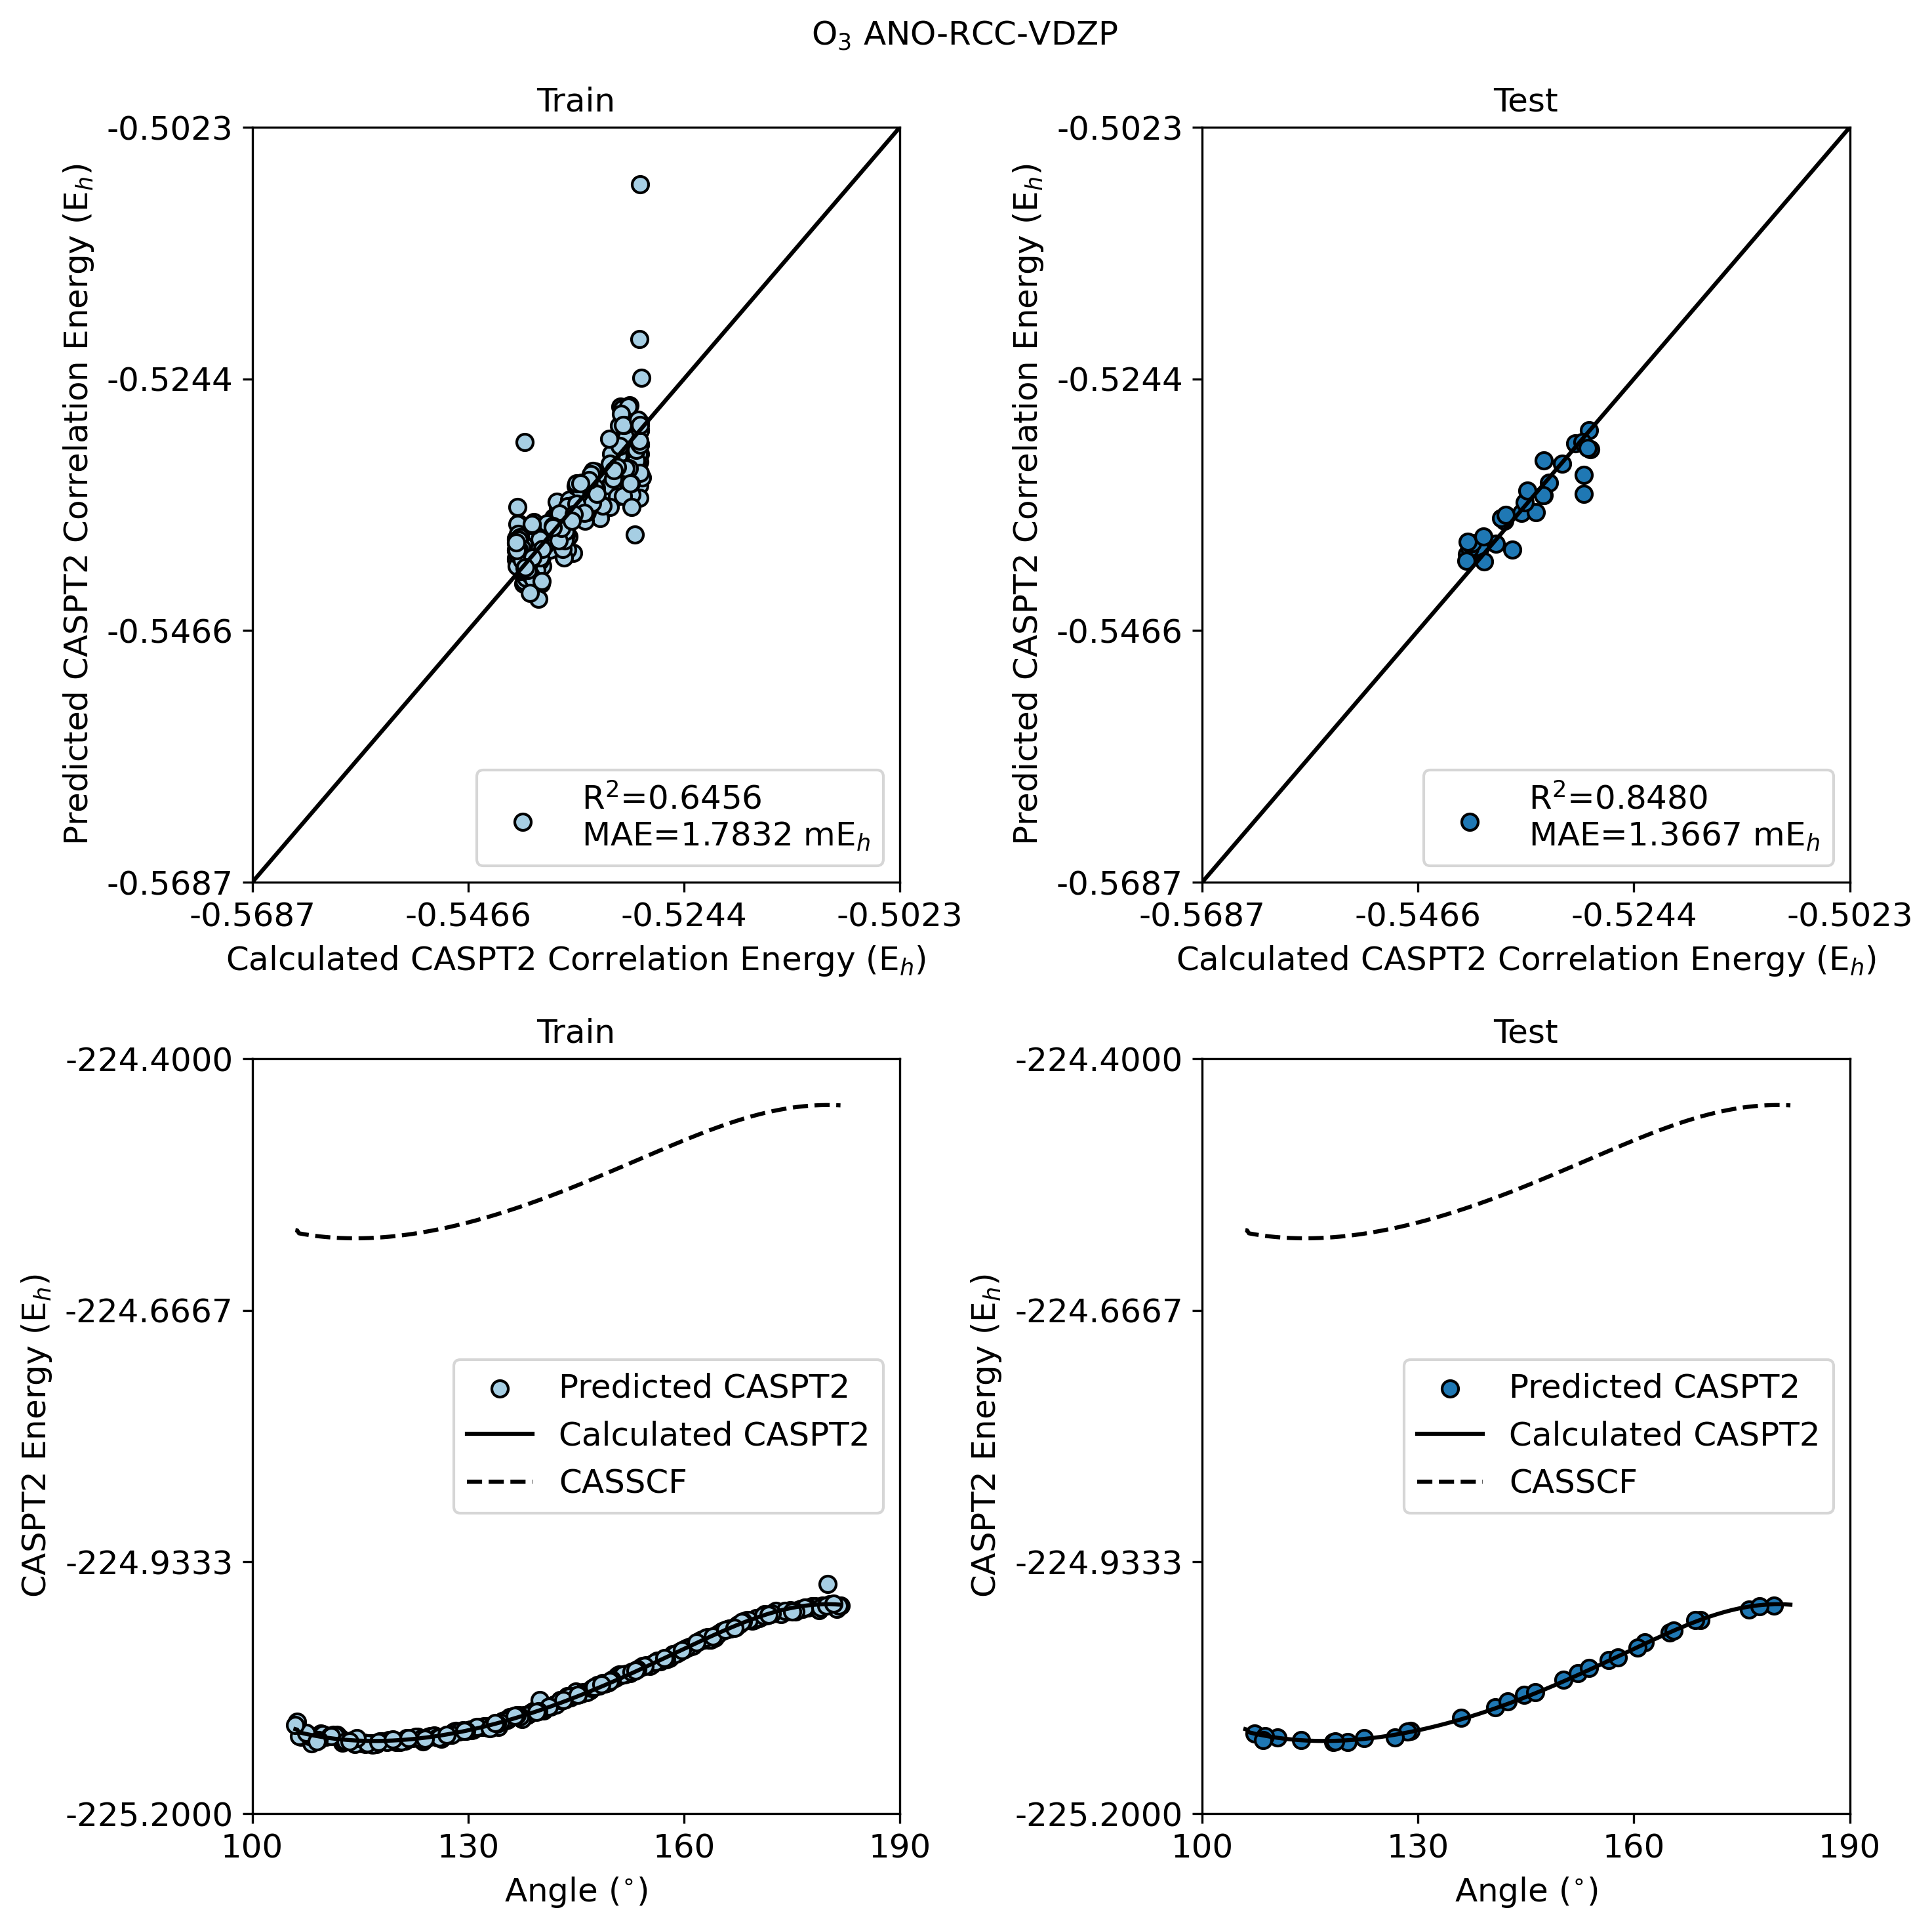 O₃ ANO-RCC-VDZP
Train
-0.5023
-0.5244
-0.5466
-0.5687
Predicted CASPT2 Correlation Energy (Eₕ)
R²=0.6456
MAE=1.7832 mEₕ
-0.5687 -0.5466 -0.5244 -0.5023
Calculated CASPT2 Correlation Energy (Eₕ)
Test
-0.5023
-0.5244
-0.5466
-0.5687
Predicted CASPT2 Correlation Energy (Eₕ)
R²=0.8480
MAE=1.3667 mEₕ
-0.5687 -0.5466 -0.5244 -0.5023
Calculated CASPT2 Correlation Energy (Eₕ)
Train
-224.4000
-224.6667
-224.9333
-225.2000
CASPT2 Energy (Eₕ)
Predicted CASPT2
Calculated CASPT2
CASSCF
100 130 160 190
Angle (°)
Test
-224.4000
-224.6667
-224.9333
-225.2000
CASPT2 Energy (Eₕ)
Predicted CASPT2
Calculated CASPT2
CASSCF
100 130 160 190
Angle (°)